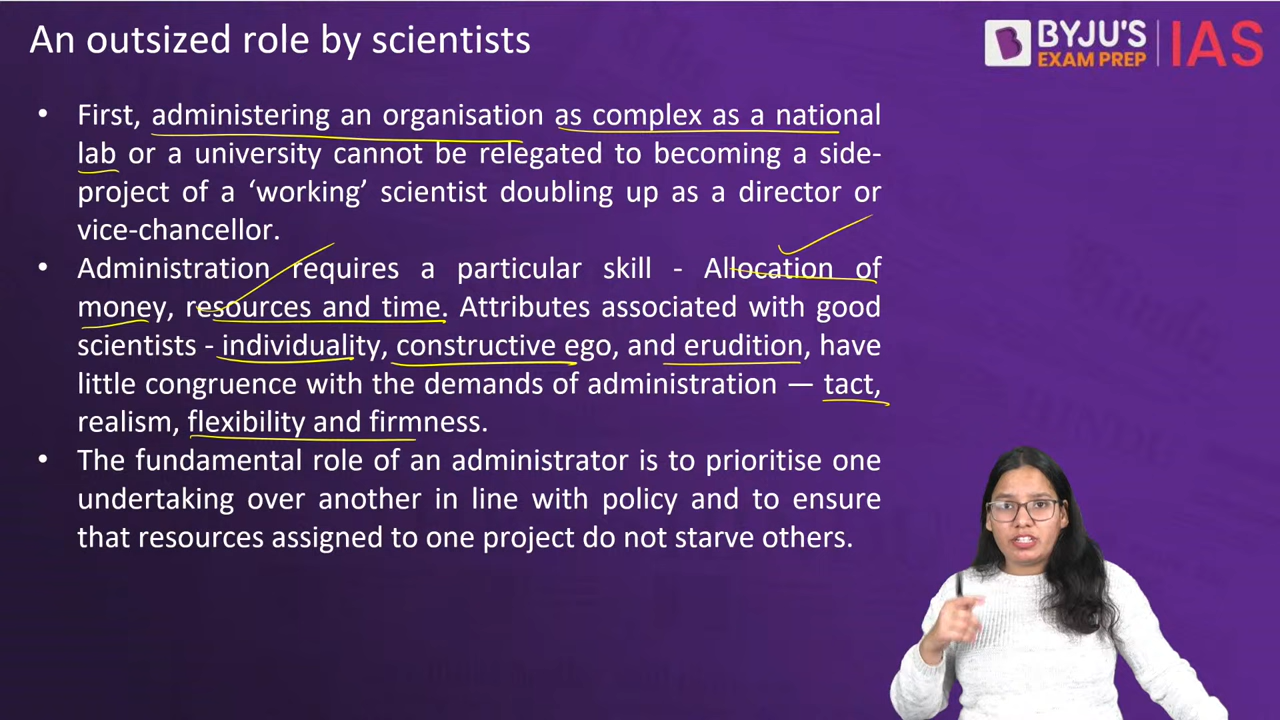 An outsized role by scientists
BYJU'S
EXAM PREP
IAS
• First, administering an organisation as complex as a national
lab or a university cannot be relegated to becoming a side-
project of a ‘working’ scientist doubling up as a director or
vice-chancellor.
• Administration requires a particular skill - Allocation of
money, resources and time. Attributes associated with good
scientists - individuality, constructive ego, and erudition, have
little congruence with the demands of administration — tact,
realism, flexibility and firmness.
• The fundamental role of an administrator is to prioritise one
undertaking over another in line with policy and to ensure
that resources assigned to one project do not starve others.